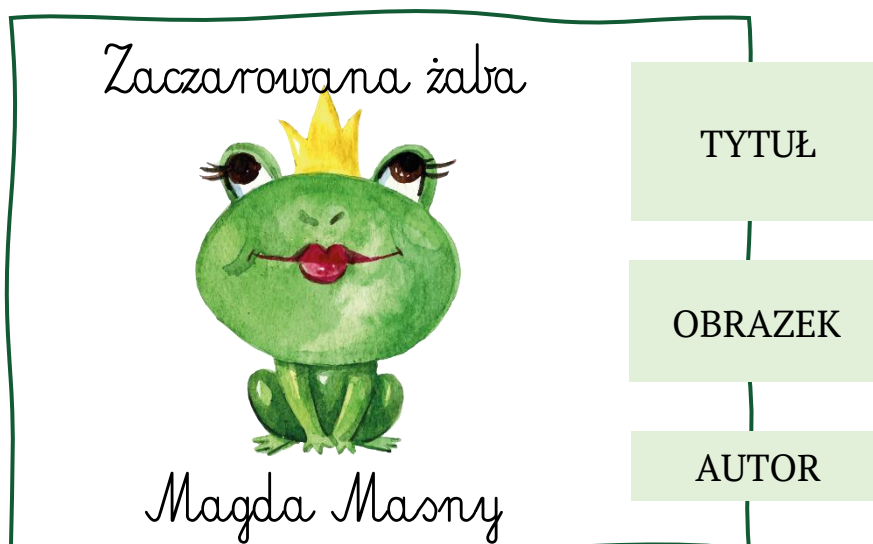 Zaczarowana żaba
TYTUŁ
OBRAZEK
AUTOR
Magda Masny